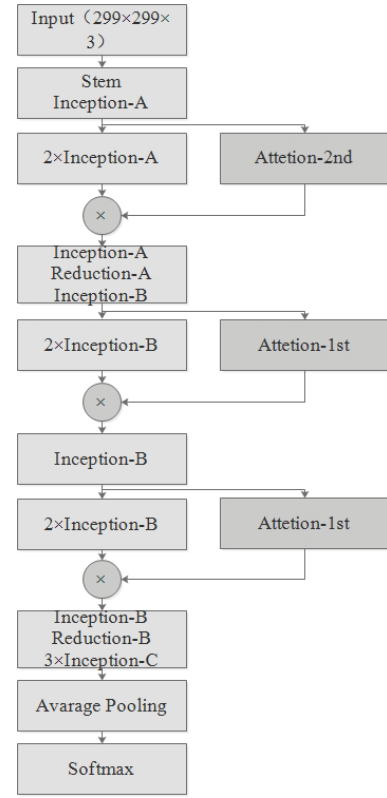 Input（299×299×
3）
Stem
Inception-A
2×Inception-A
Attetion-2nd
×
Inception-A
Reduction-A
Inception-B
2×Inception-B
Attetion-1st
×
Inception-B
2×Inception-B
Attetion-1st
×
Inception-B
Reduction-B
3×Inception-C
Avarage Pooling
Softmax